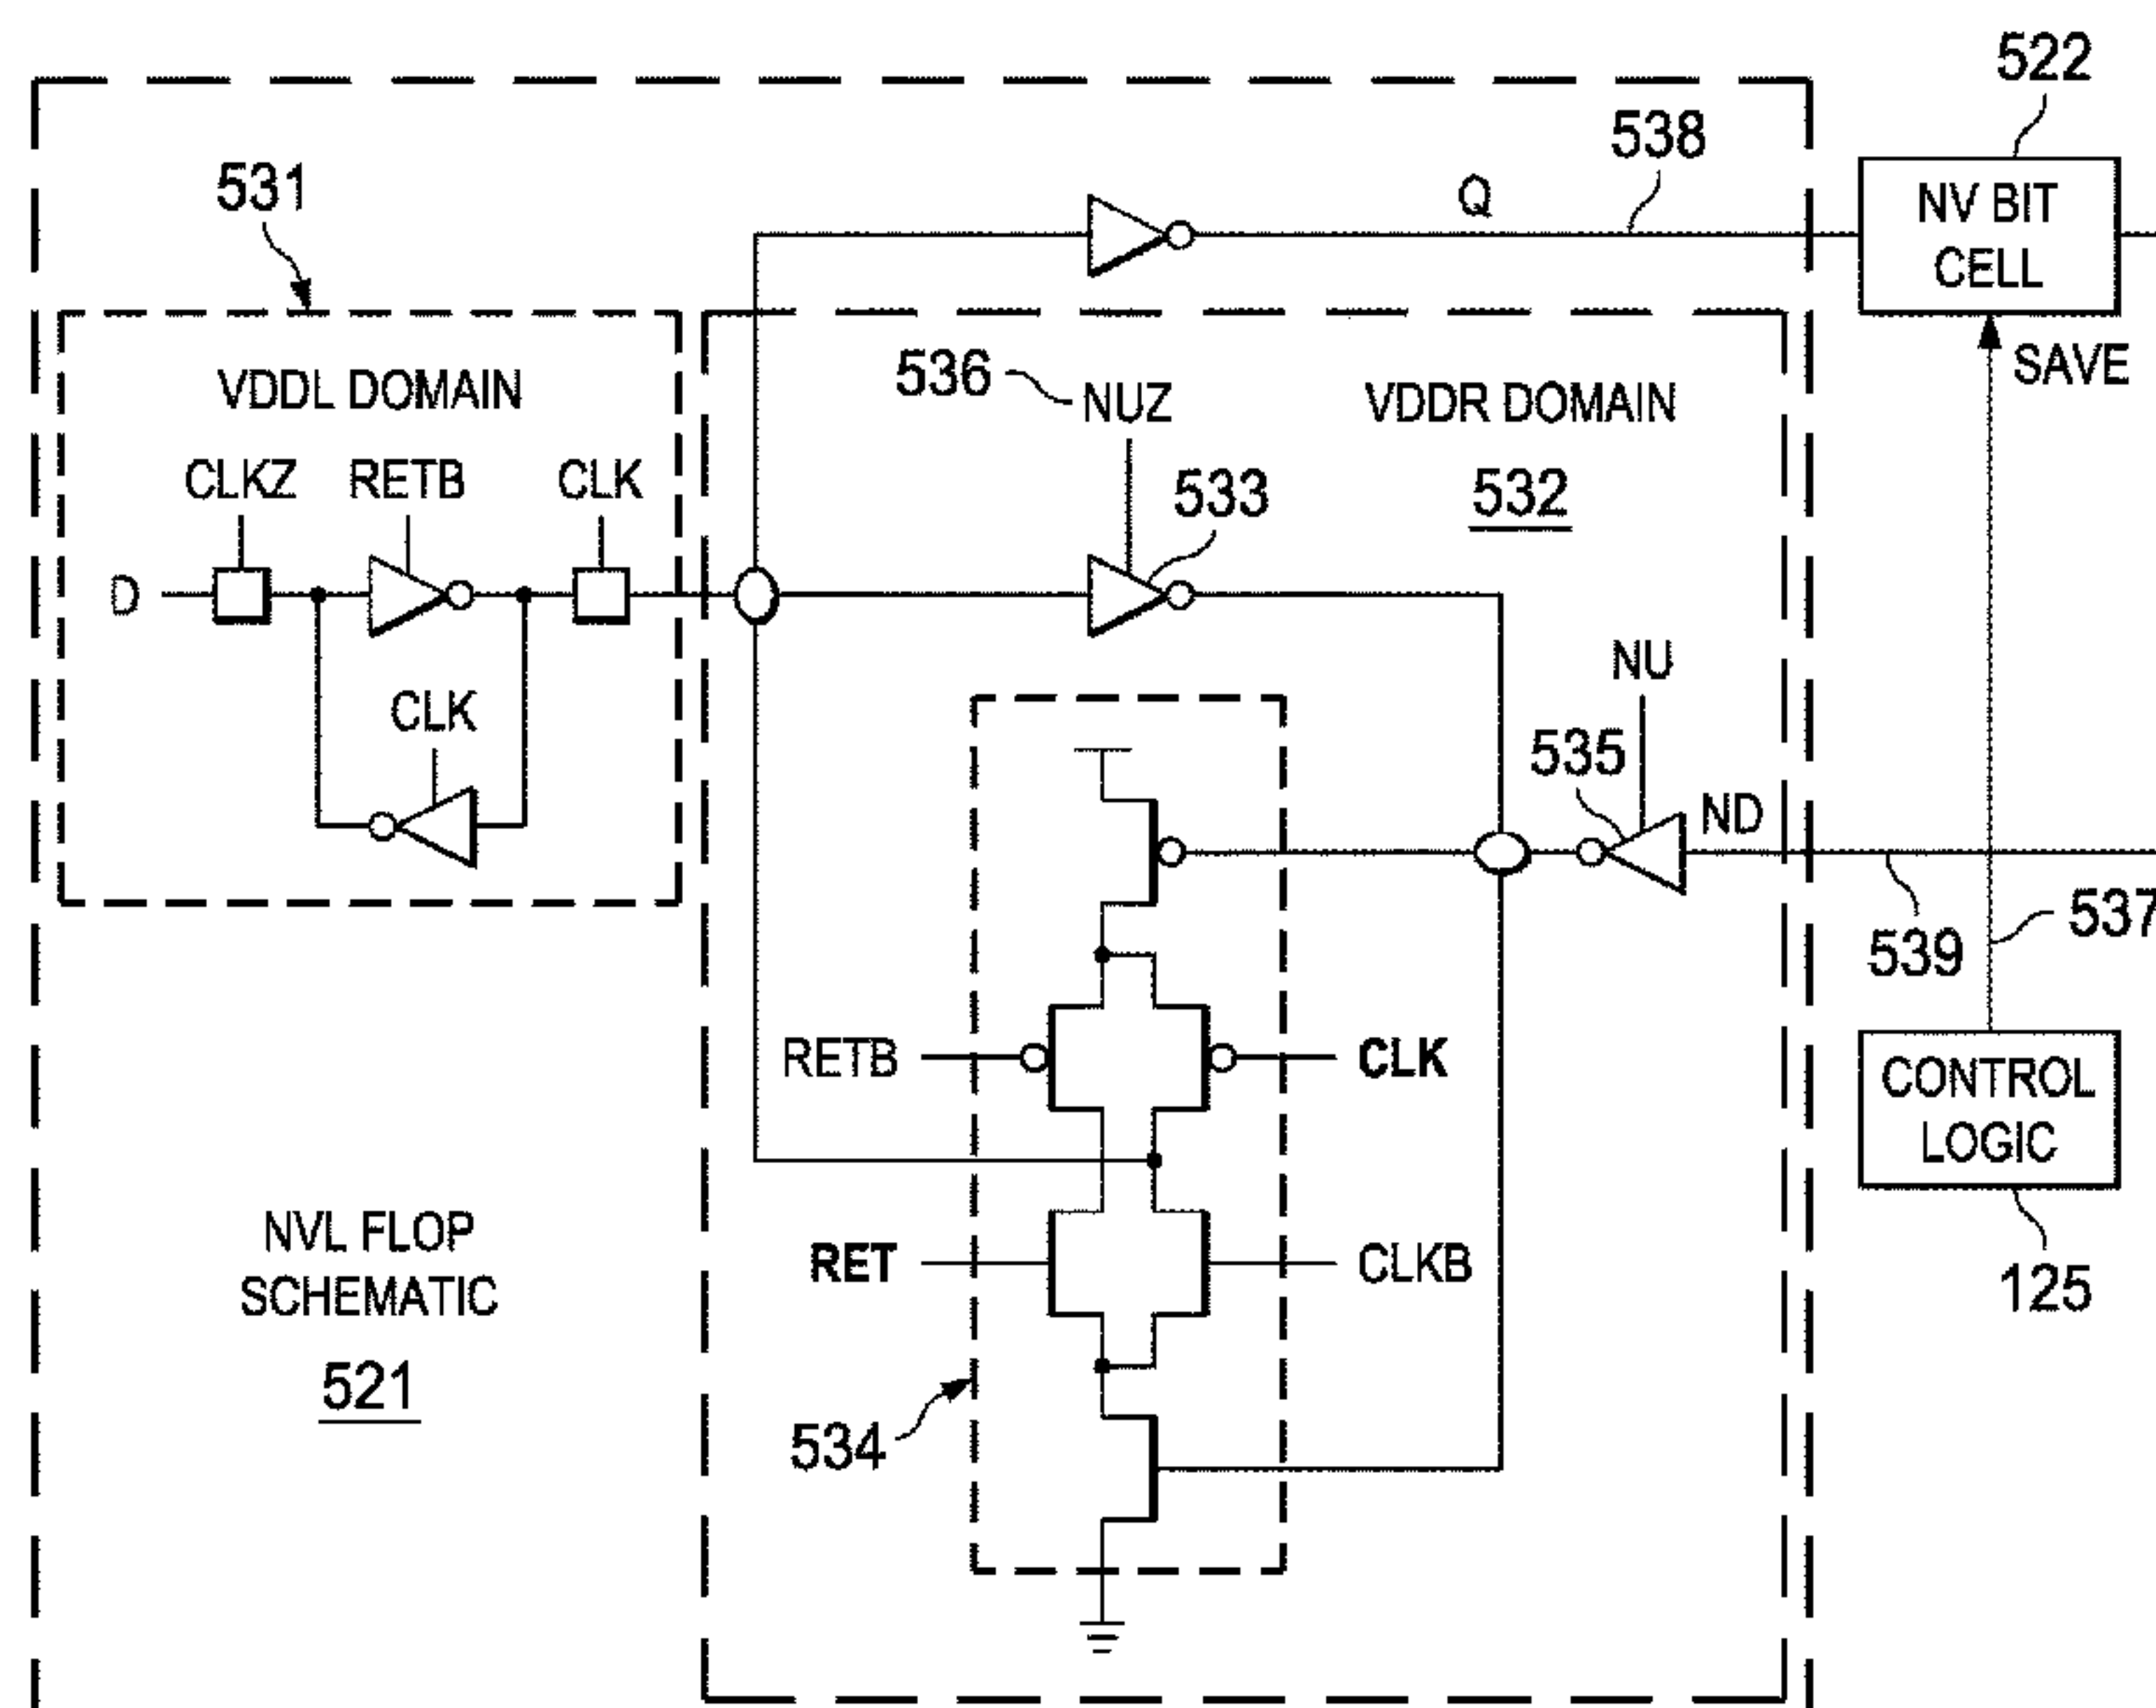 522
538
531
Q
NV BIT
CELL
SAVE
VDDL DOMAIN
536
NUZ
VDDR DOMAIN
532
CLKZ
RETB
CLK
533
D
NU
CLK
535
ND
537
539
RETB
CLK
CONTROL
LOGIC
NVL FLOP
SCHEMATIC
521
RET
CLKB
125
534